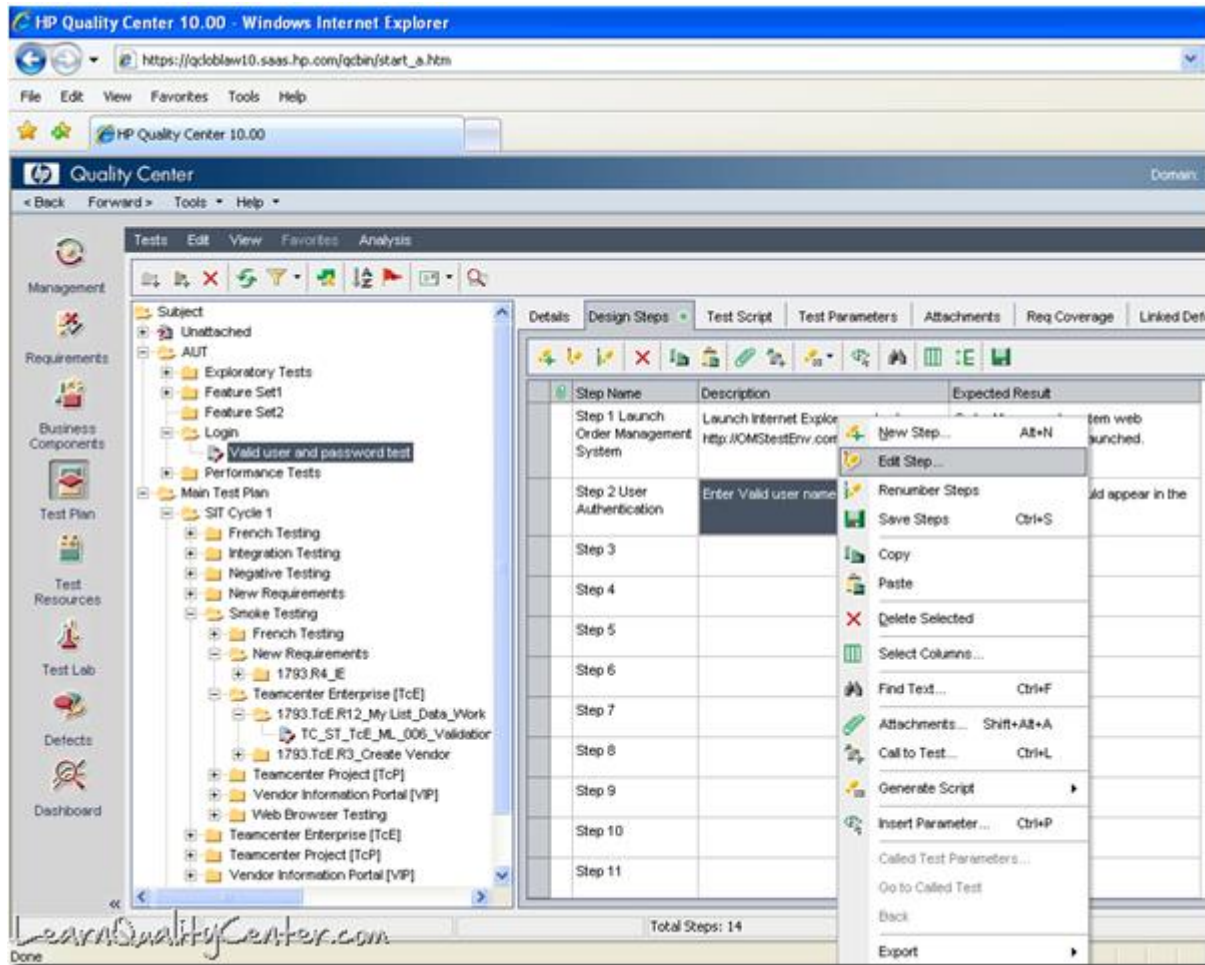 HP Quality Center 10.00 - Windows Internet Explorer
https://qcloblaw10.saas.hp.com/qcbin/start_a.htm
File Edit View Favorites Tools Help
HP Quality Center 10.00
hp Quality Center
Domain:
< Back Forward > Tools Help
Tests Edit View Favorites Analysis
Management
Requirements
Business Components
Test Plan
Test Resources
Test Lab
Defects
Dashboard
Subject
Unattached
AUT
Exploratory Tests
Feature Set1
Feature Set2
Login
Valid user and password test
Performance Tests
Main Test Plan
SIT Cycle 1
French Testing
Integration Testing
Negative Testing
New Requirements
Smoke Testing
French Testing
New Requirements
1793.R4_IE
Teamcenter Enterprise [TcE]
1793.TcE.R12_My List_Data_Work
TC_ST_TcE_ML_006_Validation
1793.TcE.R3_Create Vendor
Teamcenter Project [TcP]
Vendor Information Portal [VIP]
Web Browser Testing
Teamcenter Enterprise [TcE]
Teamcenter Project [TcP]
Vendor Information Portal [VIP]
Details Design Steps Test Script Test Parameters Attachments Req Coverage Linked Def
Step Name Description Expected Result
Step 1 Launch Launch Internet Explor tem web
Order Management http://OMStestEnv.com aunched.
System
Step 2 User Enter Valid user name uld appear in the
Authentication
Step 3
Step 4
Step 5
Step 6
Step 7
Step 8
Step 9
Step 10
Step 11
New Step... Alt+N
Edit Step...
Renumber Steps
Save Steps Ctrl+S
Copy
Paste
Delete Selected
Select Columns...
Find Text... Ctrl+F
Attachments... Shift+Alt+A
Call to Test... Ctrl+L
Generate Script
Insert Parameter... Ctrl+P
Called Test Parameters...
Go to Called Test
Back
Export
Total Steps: 14
LearnQualityCenter.com
Done